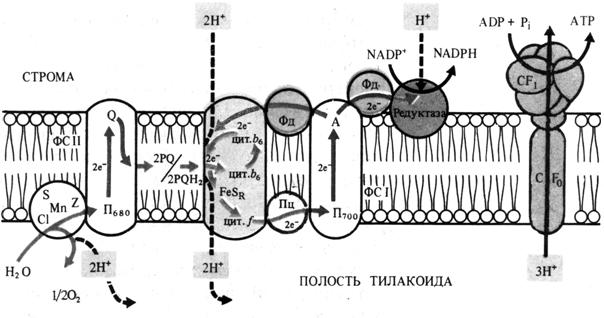 2H⁺
H⁺
ADP + Pᵢ
ATP
NADP⁺
NADPH
СТРОМА
CF₁
Фд
2e⁻
Редуктаза
Q
ФС II
2e⁻
2PQ/2PQH₂
2e⁻
2e⁻
цит. b₆
цит. b₆
FeS_R
цит. f
Фд
A
2e⁻
ФС I
C F₀
S
Mn
Z
Cl
П₆₈₀
Пц
2e⁻
П₇₀₀
H₂O
1/2O₂
2H⁺
2H⁺
3H⁺
ПОЛОСТЬ ТИЛАКОИДА